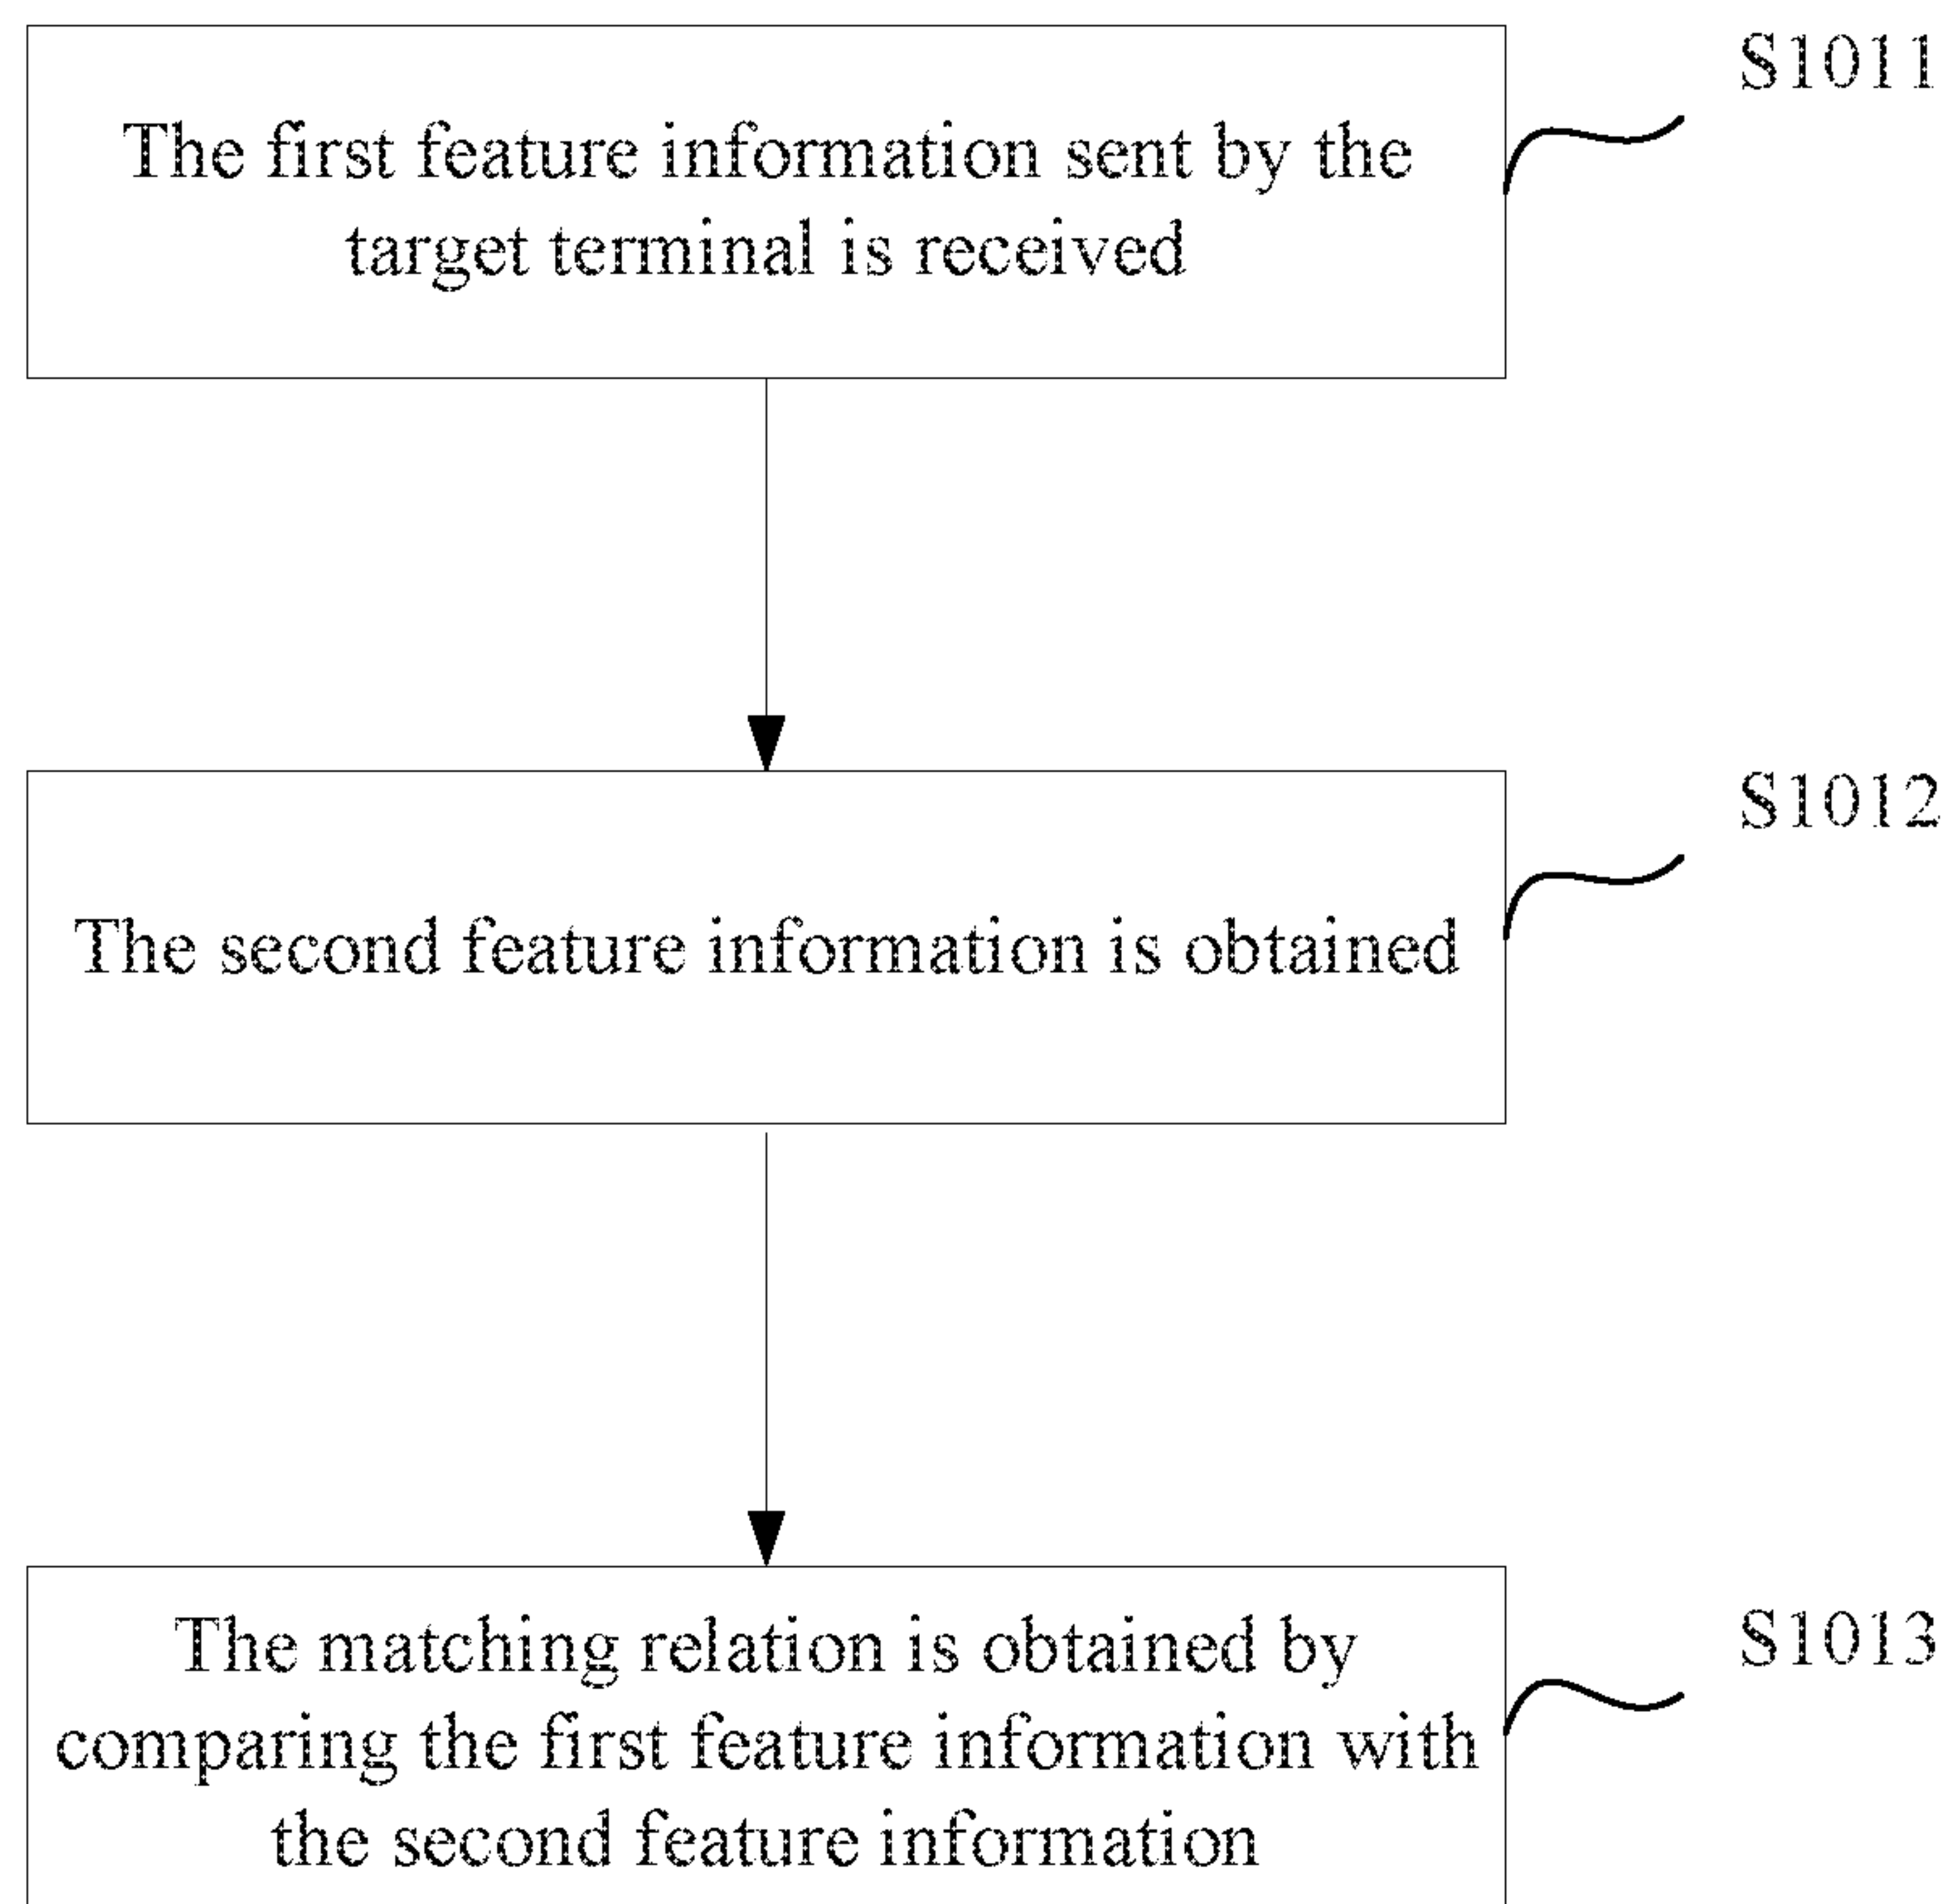 S1011
The first feature information sent by the
target terminal is received
S1012
The second feature information is obtained
S1013
The matching relation is obtained by
comparing the first feature information with
the second feature information